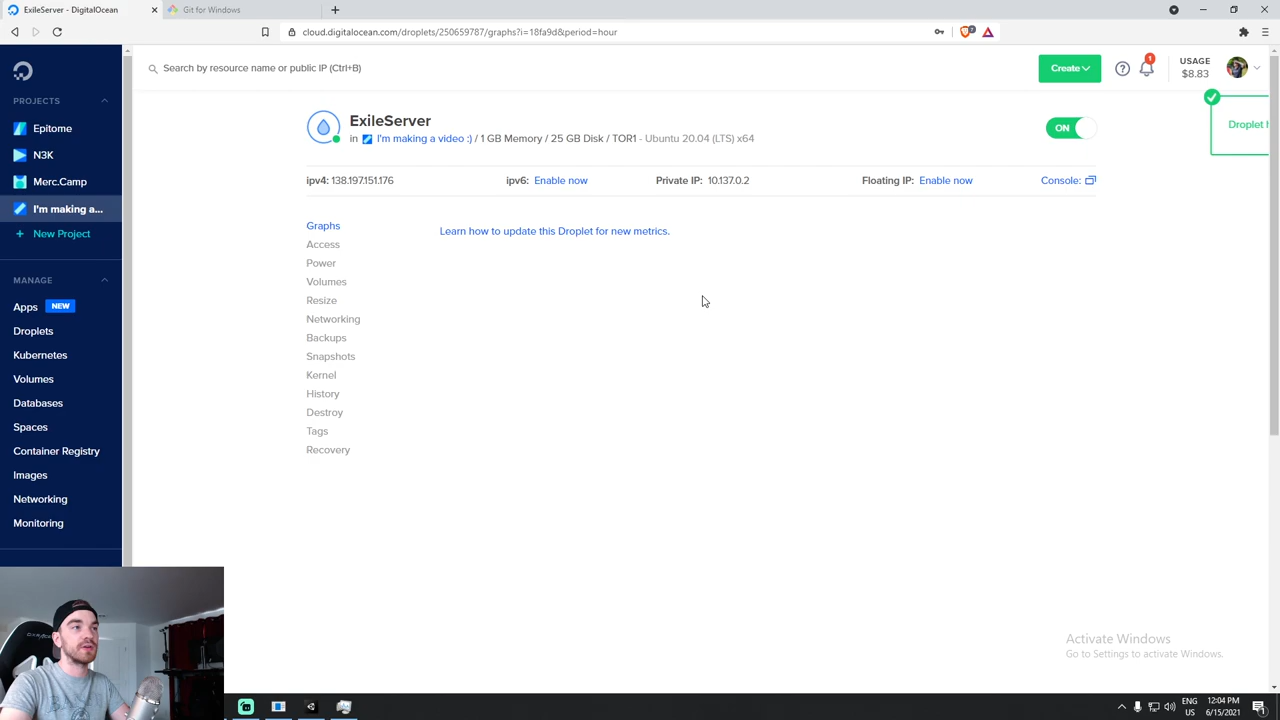 ExileServer - DigitalOcean
Git for Windows
cloud.digitalocean.com/droplets/250659787/graphs?i=18fa9d&period=hour
Search by resource name or public IP (Ctrl+B)
Create
1
USAGE
$8.83
PROJECTS
Epitome
N3K
Merc.Camp
I'm making a...
+ New Project
MANAGE
Apps NEW
Droplets
Kubernetes
Volumes
Databases
Spaces
Container Registry
Images
Networking
Monitoring
ExileServer
in I'm making a video :) / 1 GB Memory / 25 GB Disk / TOR1 - Ubuntu 20.04 (LTS) x64
ON
Droplet
ipv4: 138.197.151.176
ipv6: Enable now
Private IP: 10.137.0.2
Floating IP: Enable now
Console:
Graphs
Access
Power
Volumes
Resize
Networking
Backups
Snapshots
Kernel
History
Destroy
Tags
Recovery
Learn how to update this Droplet for new metrics.
Activate Windows
Go to Settings to activate Windows.
ENG
US
12:04 PM
6/15/2021